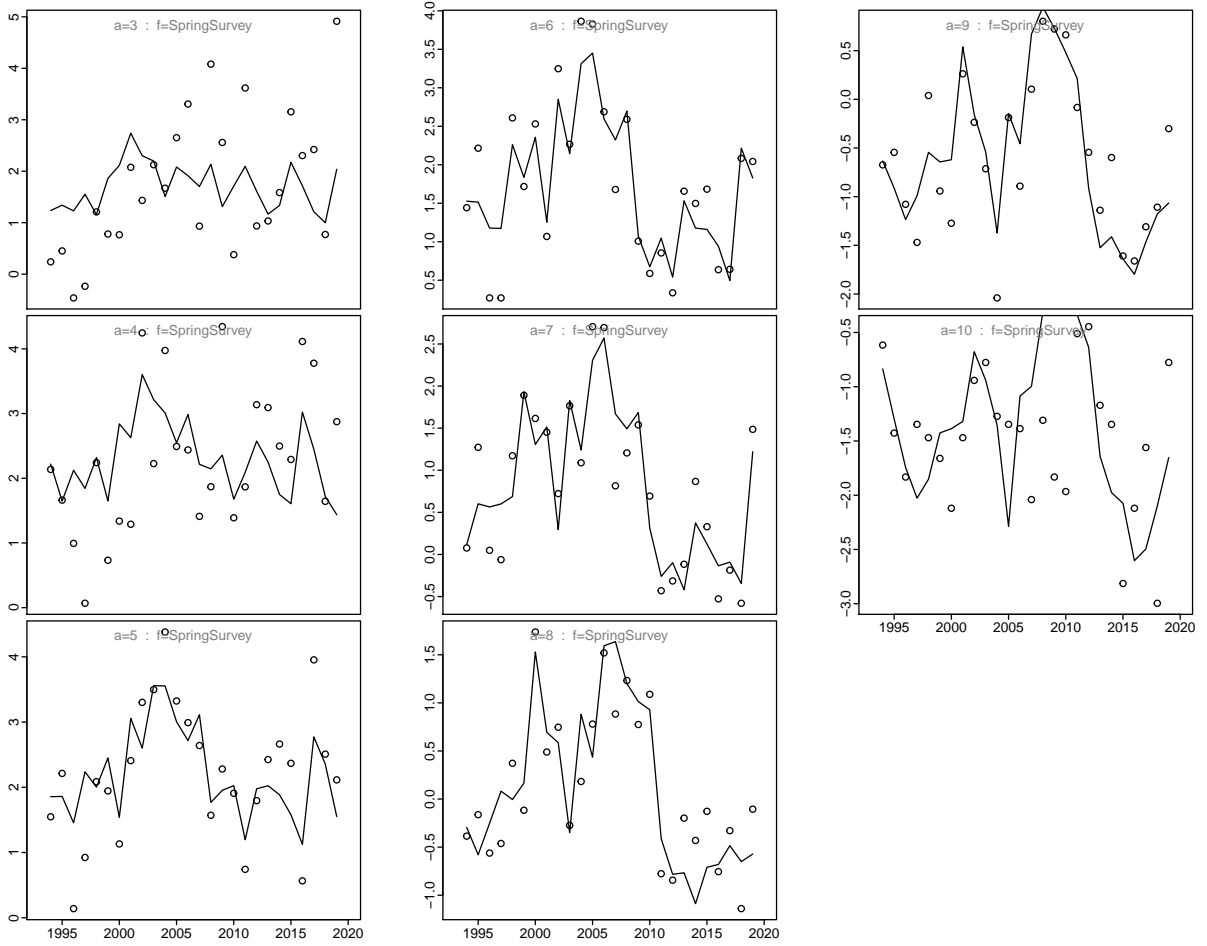 a=3 : f=SpringSurvey
0 1 2 3 4 5
a=4 : f=SpringSurvey
0 1 2 3 4
a=5 : f=SpringSurvey
0 1 2 3 4
1995 2000 2005 2010 2015 2020
a=6 : f=SpringSurvey
0.5 1.0 1.5 2.0 2.5 3.0 3.5 4.0
a=7 : f=SpringSurvey
−0.5 0.0 0.5 1.0 1.5 2.0 2.5
a=8 : f=SpringSurvey
−1.0 −0.5 0.0 0.5 1.0 1.5
1995 2000 2005 2010 2015 2020
a=9 : f=SpringSurvey
−2.0 −1.5 −1.0 −0.5 0.0 0.5
a=10 : f=SpringSurvey
−3.0 −2.5 −2.0 −1.5 −1.0 −0.5
1995 2000 2005 2010 2015 2020